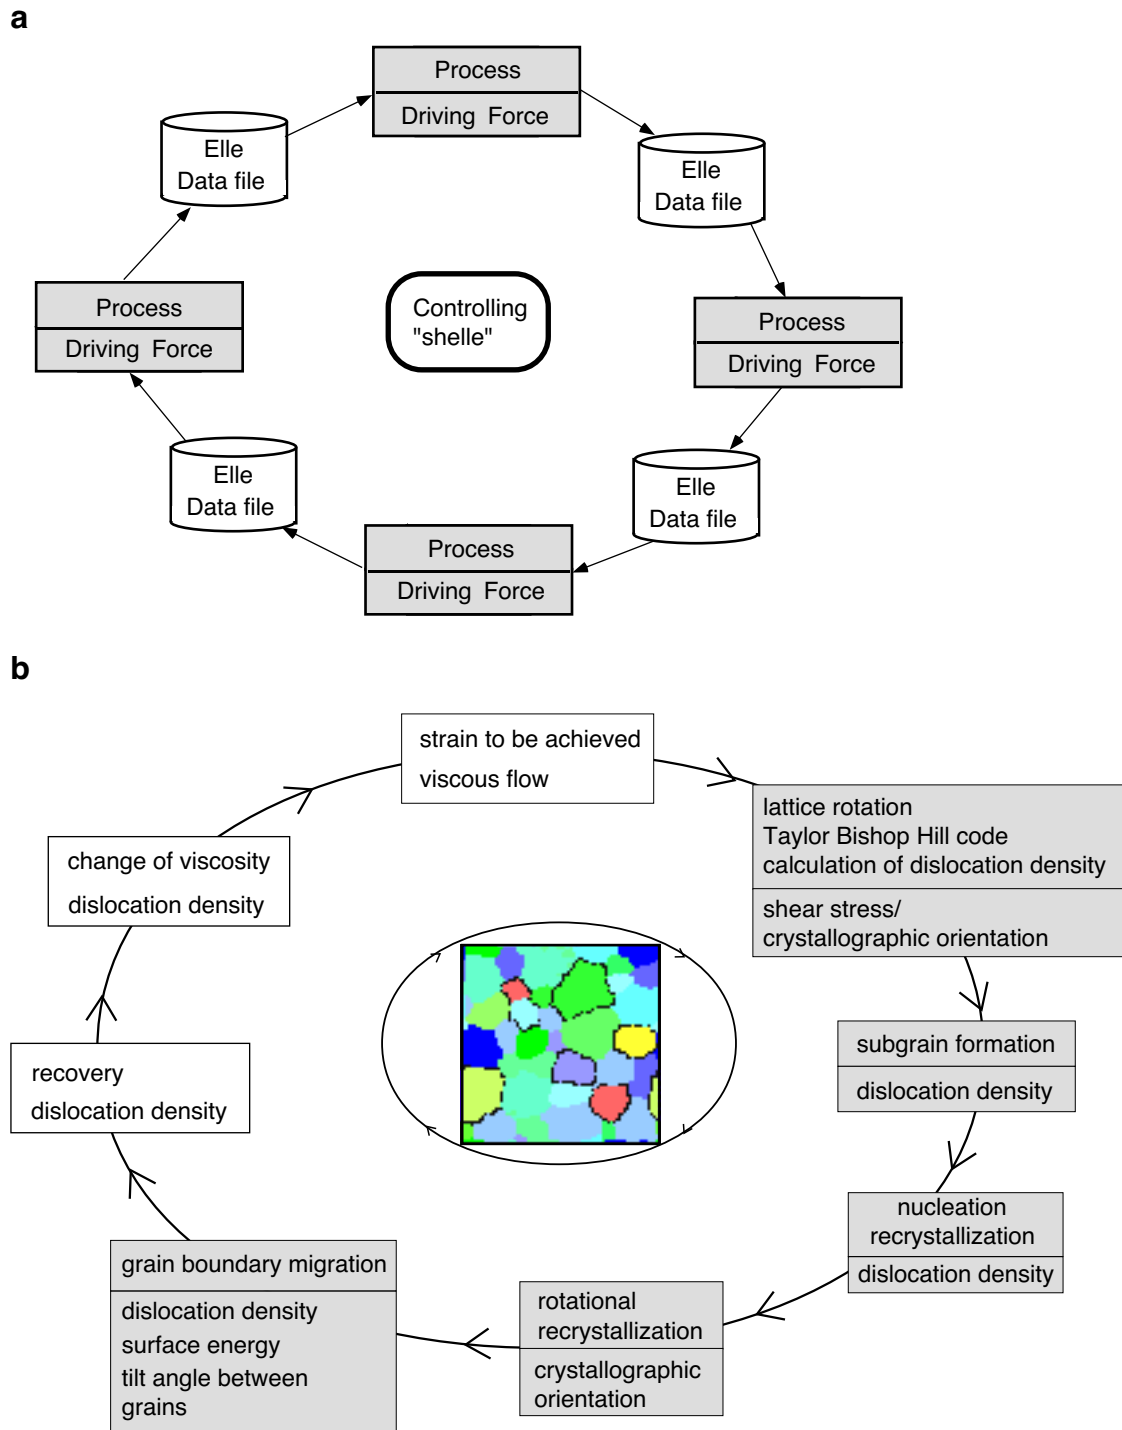 a
Process
Driving Force
Elle
Data file
Elle
Data file
Process
Driving Force
Controlling
"shelle"
Process
Driving Force
Elle
Data file
Elle
Data file
Process
Driving Force
b
strain to be achieved
viscous flow
lattice rotation
Taylor Bishop Hill code
calculation of dislocation density
shear stress/
crystallographic orientation
change of viscosity
dislocation density
subgrain formation
dislocation density
recovery
dislocation density
nucleation
recrystallization
dislocation density
rotational
recrystallization
crystallographic
orientation
grain boundary migration
dislocation density
surface energy
tilt angle between
grains